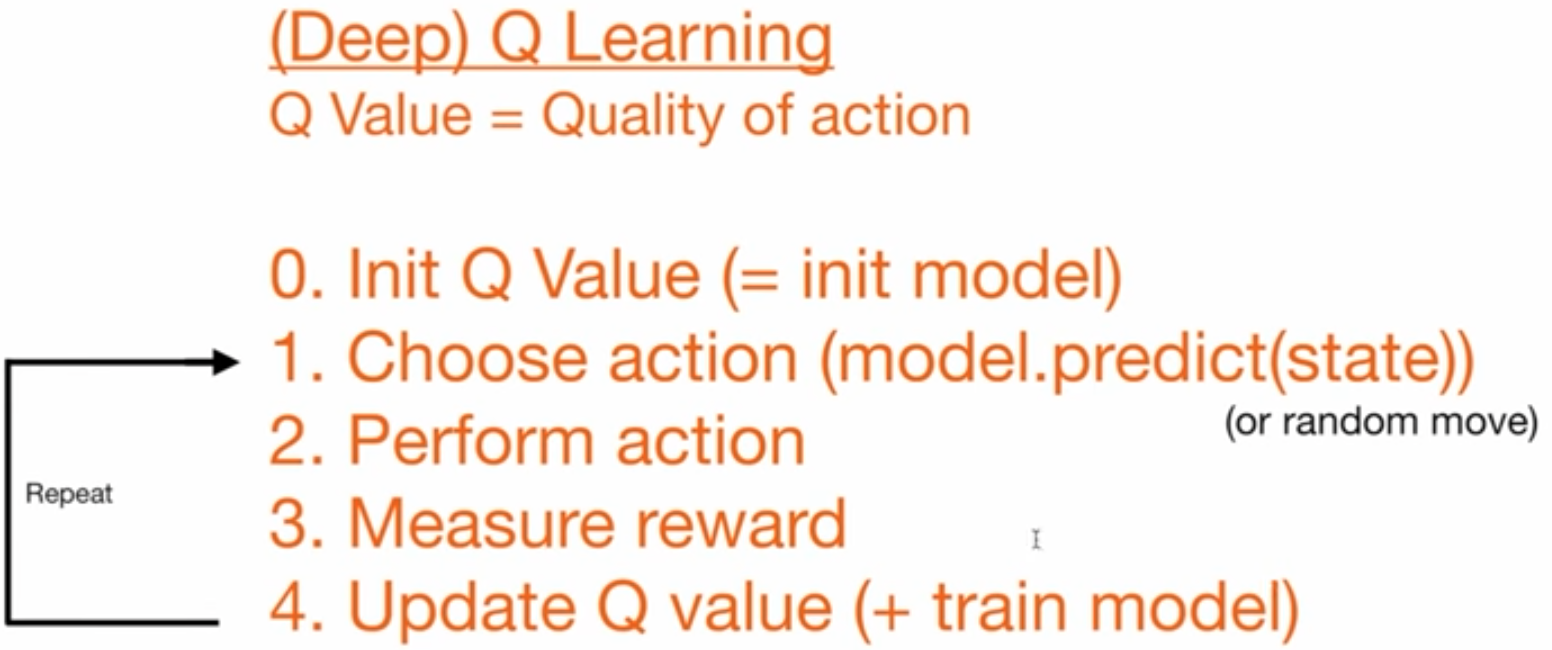 (Deep) Q Learning
Q Value = Quality of action
0. Init Q Value (= init model)
1. Choose action (model.predict(state))
(or random move)
2. Perform action
Repeat
3. Measure reward
4. Update Q value (+ train model)